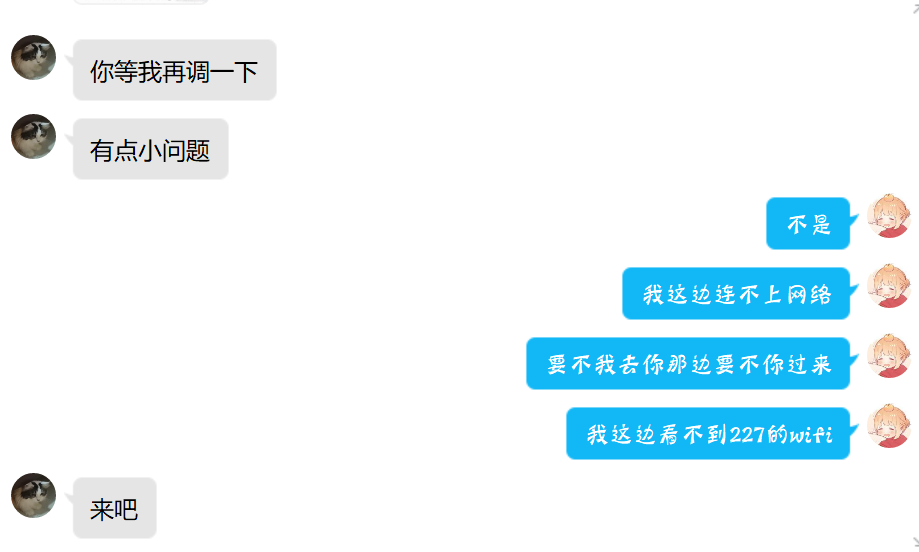 你等我再调一下
有点小问题
不是
我这边连不上网络
要不我去你那边要不你过来
我这边看不到227的wifi
来吧